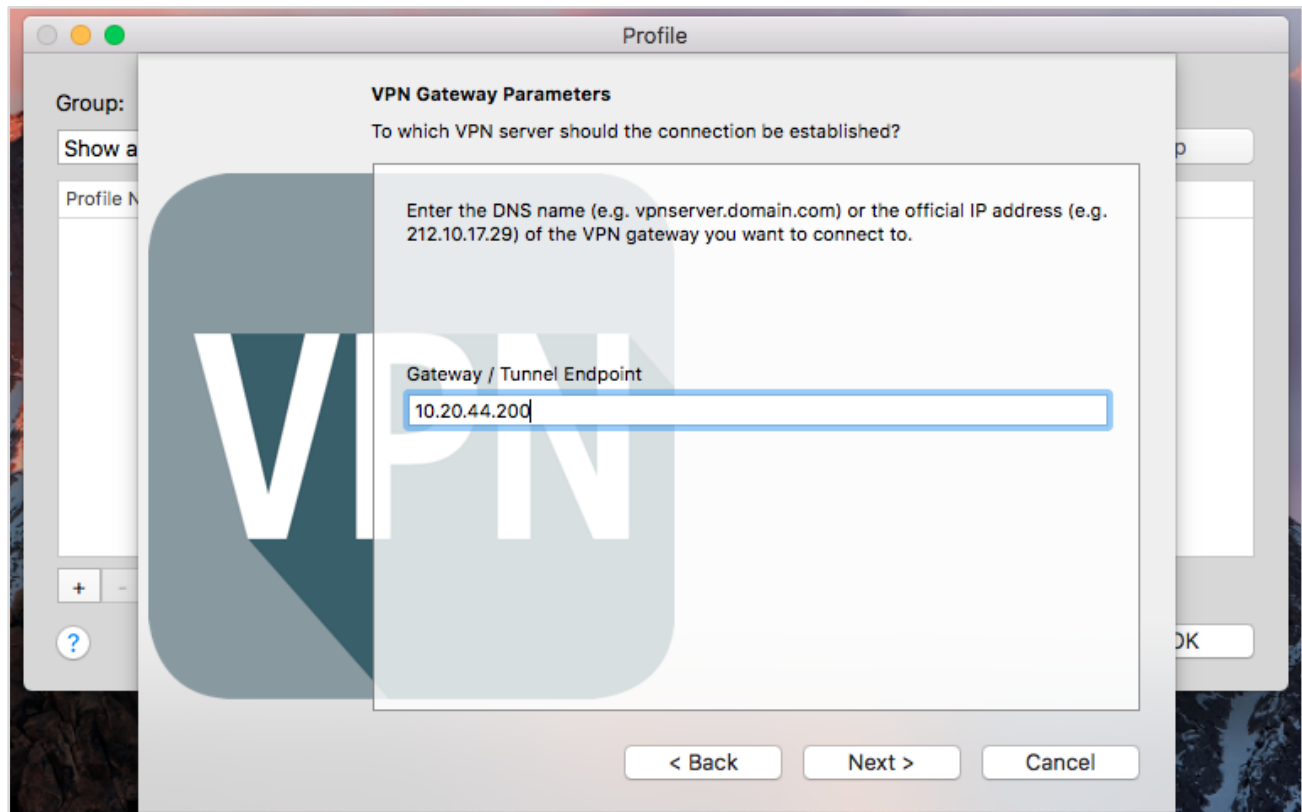 Profile
Group:
Show a
p
Profile N
VPN Gateway Parameters
To which VPN server should the connection be established?
Enter the DNS name (e.g. vpnserver.domain.com) or the official IP address (e.g.
212.10.17.29) of the VPN gateway you want to connect to.
VPN
Gateway / Tunnel Endpoint
10.20.44.200
+ -
?
OK
< Back Next > Cancel